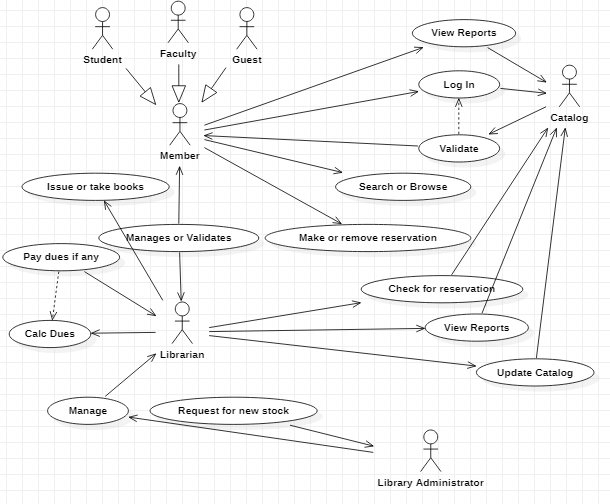 View Reports
Student
Faculty
Guest
Log In
Catalog
Member
Validate
Issue or take books
Search or Browse
Manages or Validates
Make or remove reservation
Pay dues if any
Check for reservation
Calc Dues
View Reports
Librarian
Update Catalog
Manage
Request for new stock
Library Administrator